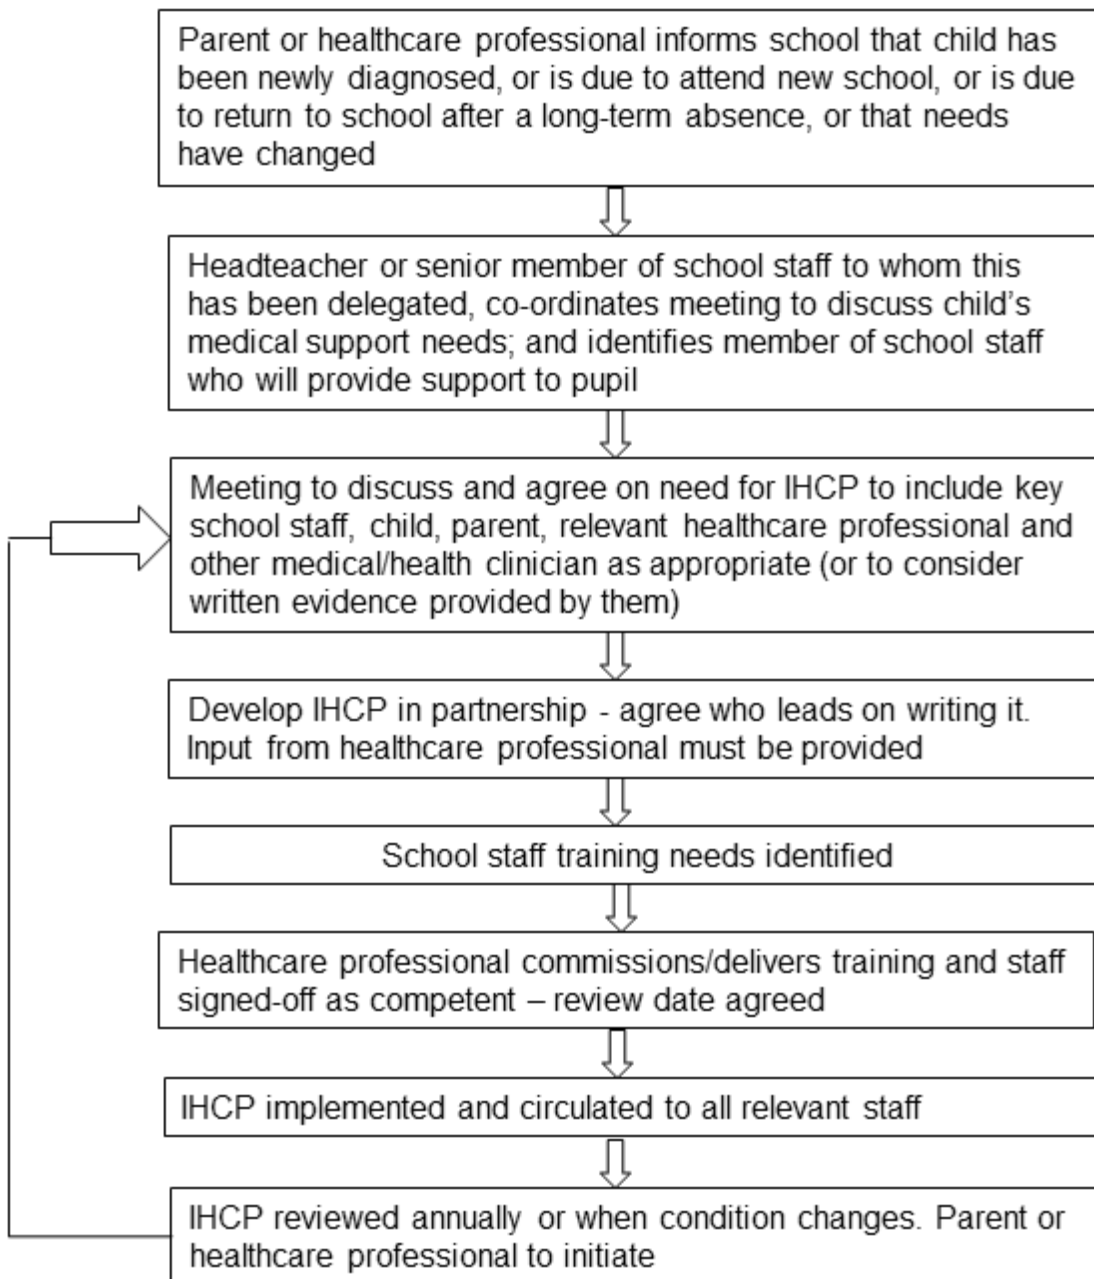 Parent or healthcare professional informs school that child has
been newly diagnosed, or is due to attend new school, or is due
to return to school after a long-term absence, or that needs
have changed
Headteacher or senior member of school staff to whom this
has been delegated, co-ordinates meeting to discuss child’s
medical support needs; and identifies member of school staff
who will provide support to pupil
Meeting to discuss and agree on need for IHCP to include key
school staff, child, parent, relevant healthcare professional and
other medical/health clinician as appropriate (or to consider
written evidence provided by them)
Develop IHCP in partnership - agree who leads on writing it.
Input from healthcare professional must be provided
School staff training needs identified
Healthcare professional commissions/delivers training and staff
signed-off as competent – review date agreed
IHCP implemented and circulated to all relevant staff
IHCP reviewed annually or when condition changes. Parent or
healthcare professional to initiate